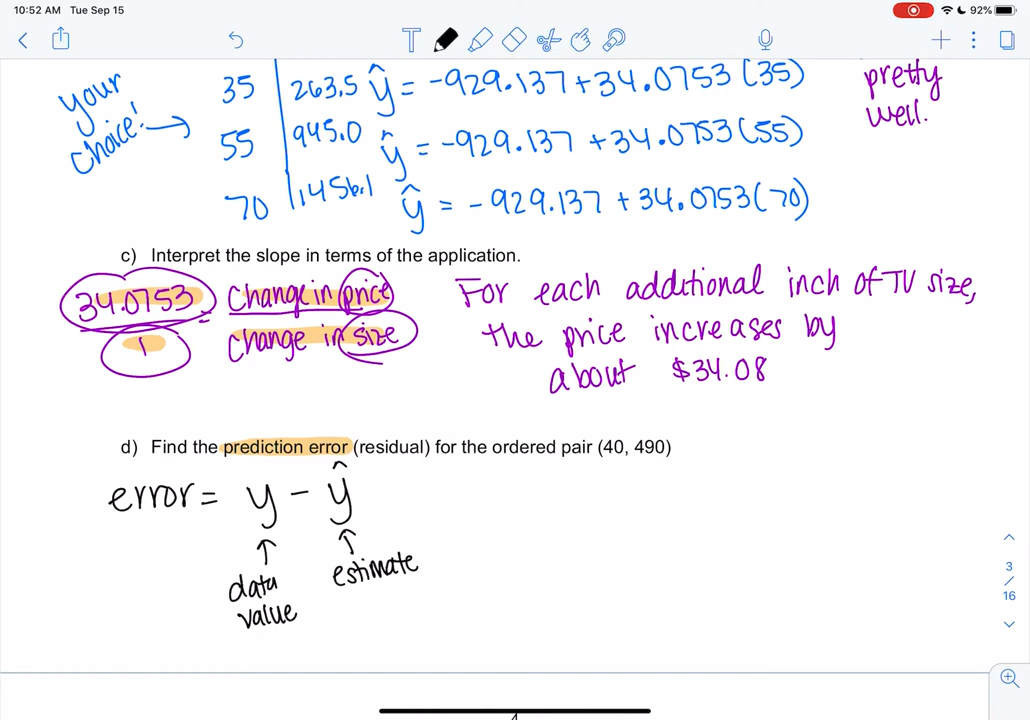 10:52 AM Tue Sep 15
92%
your choice! → 35 263.5 ŷ = -929.137 + 34.0753 (35)
55 945.0 ŷ = -929.137 + 34.0753 (55)
70 1,456.1 ŷ = -929.137 + 34.0753 (70)
pretty
well.
c) Interpret the slope in terms of the application.
34.0753 Change in price
1 change in size
For each additional inch of TV size,
the price increases by
about $34.08
d) Find the prediction error (residual) for the ordered pair (40, 490)
error = y - ŷ
↑ ↑
data
value
estimate
3
/
16